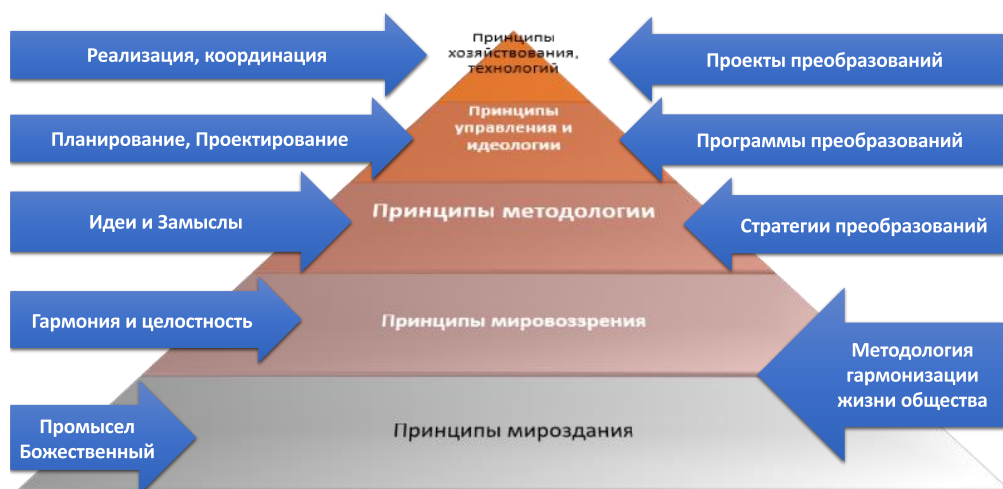 Реализация, координация
Принципы
хозяйствования,
технологий
Проекты преобразований
Планирование, Проектирование
Принципы
управления и
идеологии
Программы преобразований
Идеи и Замыслы
Принципы методологии
Стратегии преобразований
Гармония и целостность
Принципы мировоззрения
Методология
гармонизации
жизни общества
Промысел
Божественный
Принципы мироздания